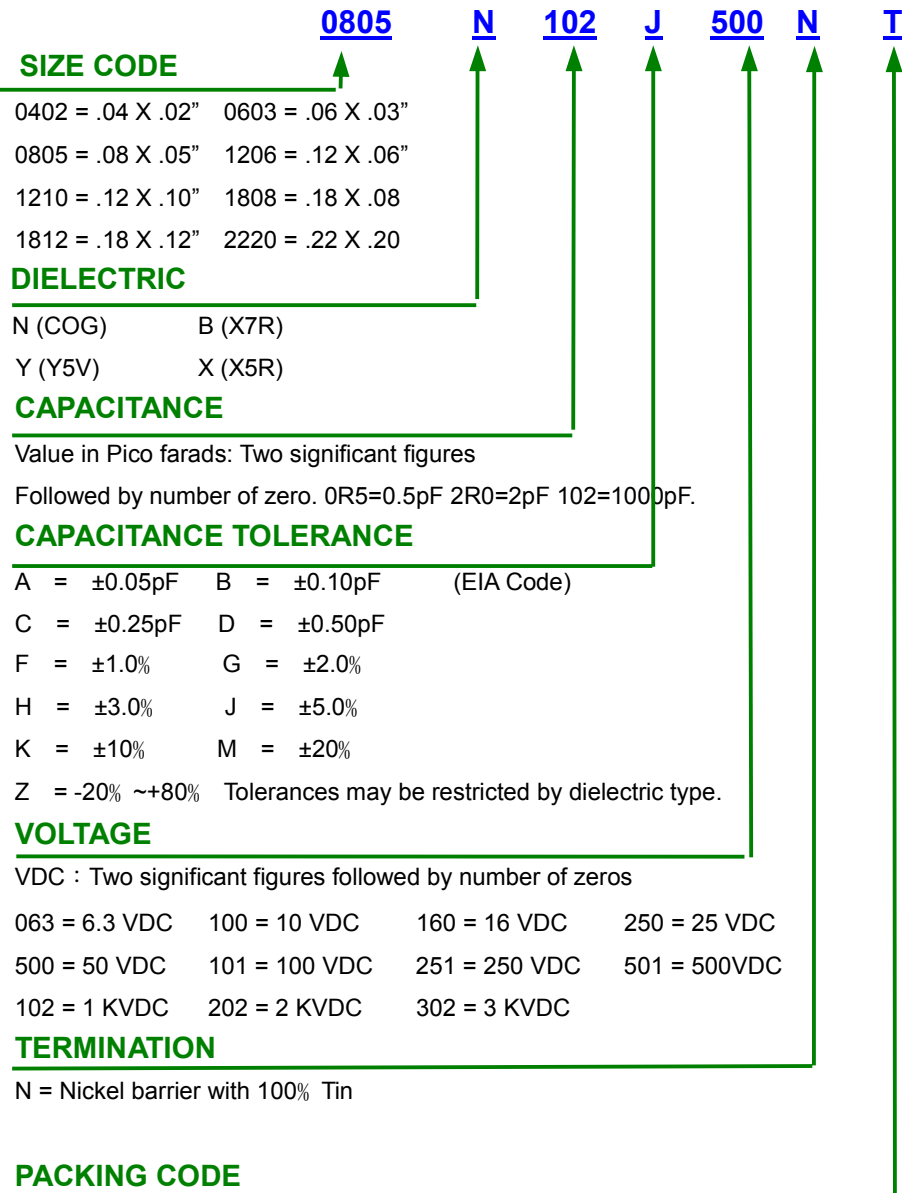 0805 N 102 J 500 N T
SIZE CODE
0402 = .04 X .02” 0603 = .06 X .03”
0805 = .08 X .05” 1206 = .12 X .06”
1210 = .12 X .10” 1808 = .18 X .08
1812 = .18 X .12” 2220 = .22 X .20
DIELECTRIC
N (COG) B (X7R)
Y (Y5V) X (X5R)
CAPACITANCE
Value in Pico farads: Two significant figures
Followed by number of zero. 0R5=0.5pF 2R0=2pF 102=1000pF.
CAPACITANCE TOLERANCE
A = ±0.05pF B = ±0.10pF (EIA Code)
C = ±0.25pF D = ±0.50pF
F = ±1.0% G = ±2.0%
H = ±3.0% J = ±5.0%
K = ±10% M = ±20%
Z = -20% ~+80% Tolerances may be restricted by dielectric type.
VOLTAGE
VDC：Two significant figures followed by number of zeros
063 = 6.3 VDC 100 = 10 VDC 160 = 16 VDC 250 = 25 VDC
500 = 50 VDC 101 = 100 VDC 251 = 250 VDC 501 = 500VDC
102 = 1 KVDC 202 = 2 KVDC 302 = 3 KVDC
TERMINATION
N = Nickel barrier with 100% Tin
PACKING CODE